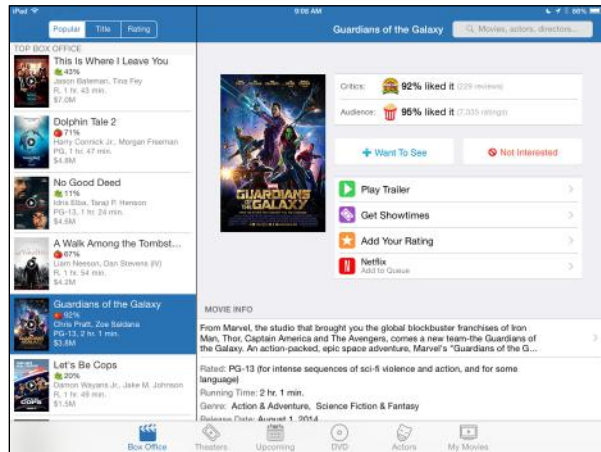 iPad
9:06 AM
86%
Popular
Title
Rating
Guardians of the Galaxy
Movies, actors, directors...
TOP BOX OFFICE
This Is Where I Leave You
43%
Jason Bateman, Tina Fey
R, 1 hr. 43 min.
$7.0M
Dolphin Tale 2
71%
Harry Connick Jr., Morgan Freeman
PG, 1 hr. 47 min.
$4.8M
No Good Deed
11%
Idris Elba, Taraji P. Henson
PG-13, 1 hr. 24 min.
$4.6M
A Walk Among the Tombst...
67%
Liam Neeson, Dan Stevens (IV)
R, 1 hr. 54 min.
$4.2M
Guardians of the Galaxy
92%
Chris Pratt, Zoe Saldana
PG-13, 2 hr. 1 min.
$3.8M
Let's Be Cops
20%
Damon Wayans Jr., Jake M. Johnson
R, 1 hr. 49 min.
$1.5M
GUARDIANS
OF THE
GALAXY
Critics: 92% liked it (229 reviews)
Audience: 95% liked it (7,335 ratings)
Want To See
Not Interested
Play Trailer
Get Showtimes
Add Your Rating
Netflix
Add to Queue
MOVIE INFO
From Marvel, the studio that brought you the global blockbuster franchises of Iron
Man, Thor, Captain America and The Avengers, comes a new team-the Guardians of
the Galaxy. An action-packed, epic space adventure, Marvel's "Guardians of the G...
Rated: PG-13 (for intense sequences of sci-fi violence and action, and for some
language)
Running Time: 2 hr. 1 min.
Genre: Action & Adventure, Science Fiction & Fantasy
Release Date: August 1, 2014
Box Office
Theaters
Upcoming
DVD
Actors
My Movies